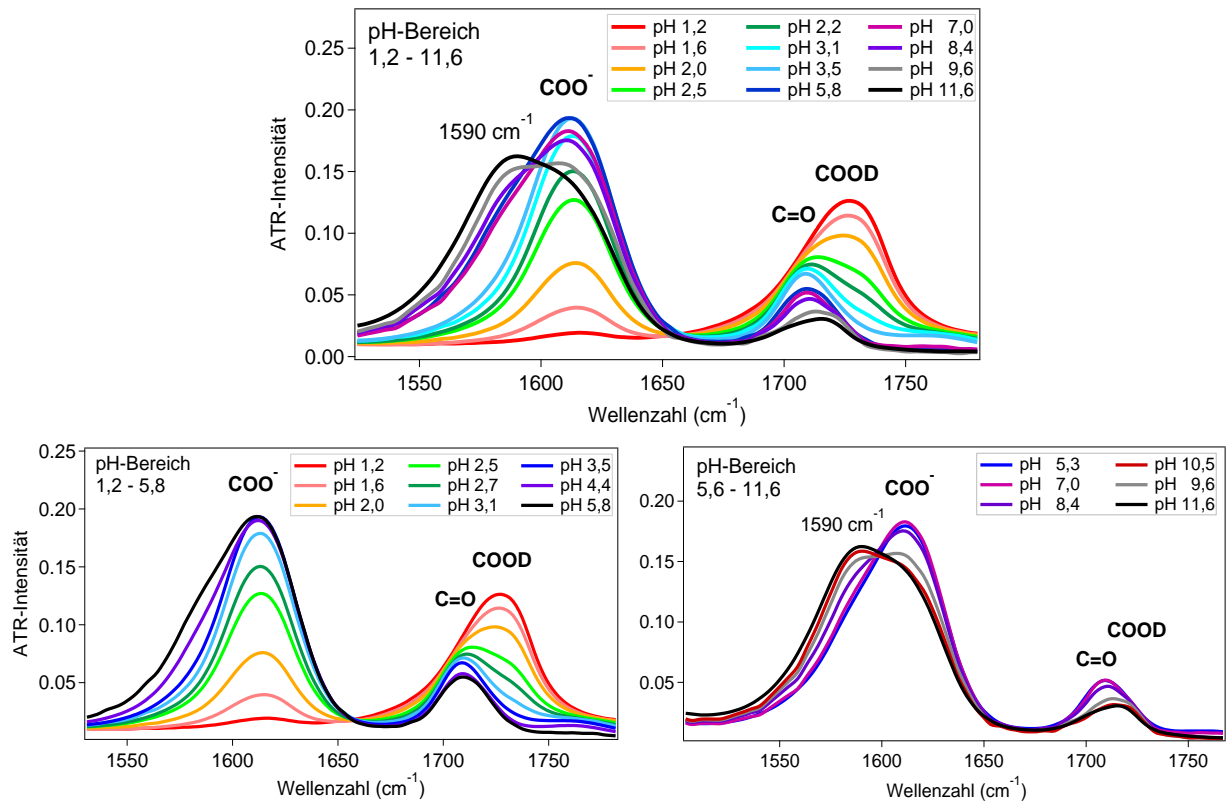 pH-Bereich
1,2 - 11,6
pH 1,2
pH 1,6
pH 2,0
pH 2,5
pH 2,2
pH 3,1
pH 3,5
pH 5,8
pH 7,0
pH 8,4
pH 9,6
pH 11,6
COO⁻
1590 cm⁻¹
COOD
C=O
ATR-Intensität
0.25
0.20
0.15
0.10
0.05
0.00
1550
1600
1650
1700
1750
Wellenzahl (cm⁻¹)
pH-Bereich
1,2 - 5,8
pH 1,2
pH 1,6
pH 2,0
pH 2,5
pH 2,7
pH 3,1
pH 3,5
pH 4,4
pH 5,8
COO⁻
COOD
C=O
ATR-Intensität
0.25
0.20
0.15
0.10
0.05
1550
1600
1650
1700
1750
Wellenzahl (cm⁻¹)
pH-Bereich
5,6 - 11,6
pH 5,3
pH 7,0
pH 8,4
pH 10,5
pH 9,6
pH 11,6
COO⁻
1590 cm⁻¹
COOD
C=O
0.20
0.15
0.10
0.05
1550
1600
1650
1700
1750
Wellenzahl (cm⁻¹)